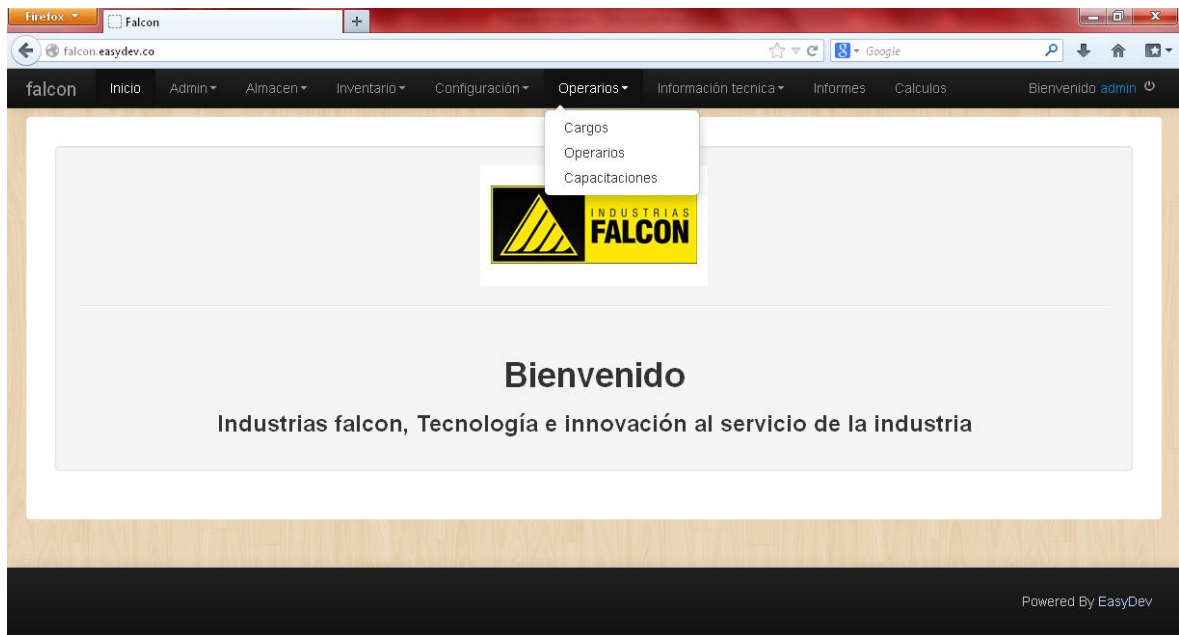 Firefox
Falcon
falcon.easydev.co
Google
falcon Inicio Admin Almacen Inventario Configuración Operarios Información tecnica Informes Calculos Bienvenido admin
Cargos
Operarios
Capacitaciones
INDUSTRIAS
FALCON
Bienvenido
Industrias falcon, Tecnología e innovación al servicio de la industria
Powered By EasyDev